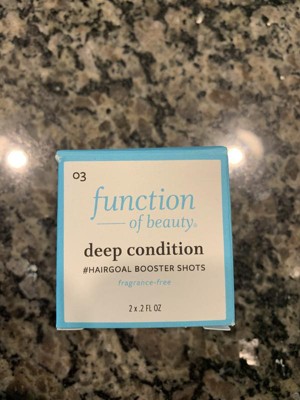 03
function
of beauty®
deep condition
#HAIRGOAL BOOSTER SHOTS
fragrance-free
2 x .2 FL OZ